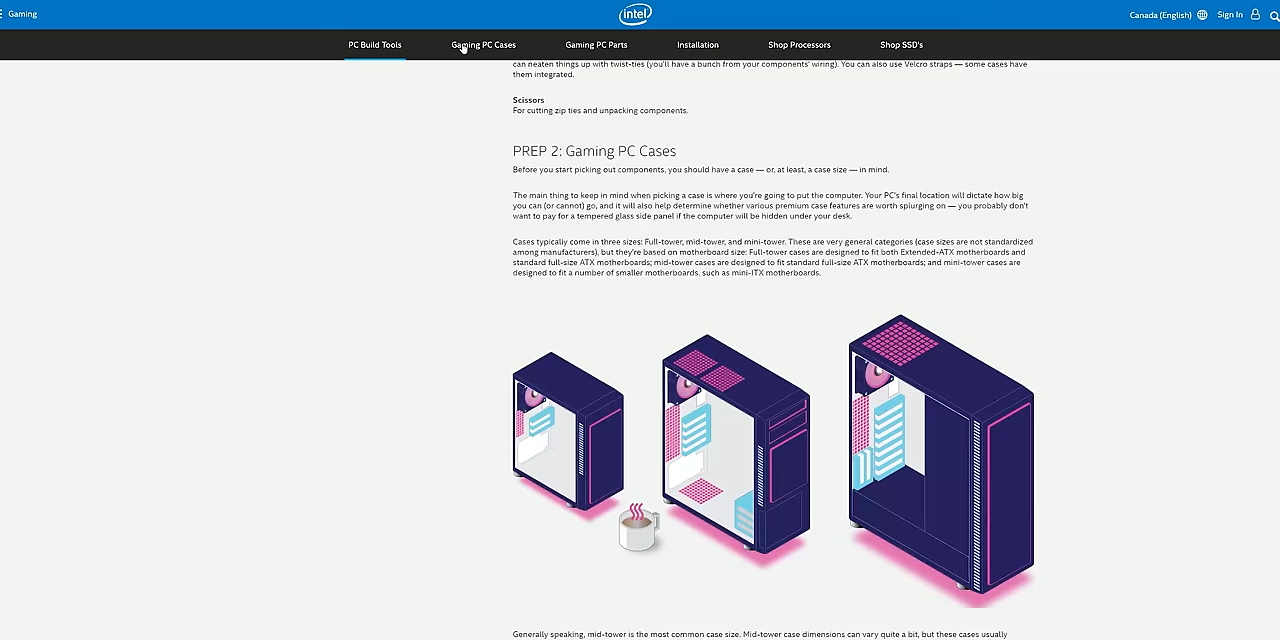 Gaming
intel
Canada (English)
Sign In
PC Build Tools
Gaming PC Cases
Gaming PC Parts
Installation
Shop Processors
Shop SSD's
can neaten things up with twist-ties (you'll have a bunch from your components' wiring). You can also use Velcro straps — some cases have
them integrated.
Scissors
For cutting zip ties and unpacking components.
PREP 2: Gaming PC Cases
Before you start picking out components, you should have a case — or, at least, a case size — in mind.
The main thing to keep in mind when picking a case is where you're going to put the computer. Your PC's final location will dictate how big
you can (or cannot) go, and it will also help determine whether various premium case features are worth splurging on — you probably don't
want to pay for a tempered glass side panel if the computer will be hidden under your desk.
Cases typically come in three sizes: Full-tower, mid-tower, and mini-tower. These are very general categories (case sizes are not standardized
among manufacturers), but they're based on motherboard size: Full-tower cases are designed to fit both Extended-ATX motherboards and
standard full-size ATX motherboards; mid-tower cases are designed to fit standard full-size ATX motherboards; and mini-tower cases are
designed to fit a number of smaller motherboards, such as mini-ITX motherboards.
Generally speaking, mid-tower is the most common case size. Mid-tower case dimensions can vary quite a bit, but these cases usually